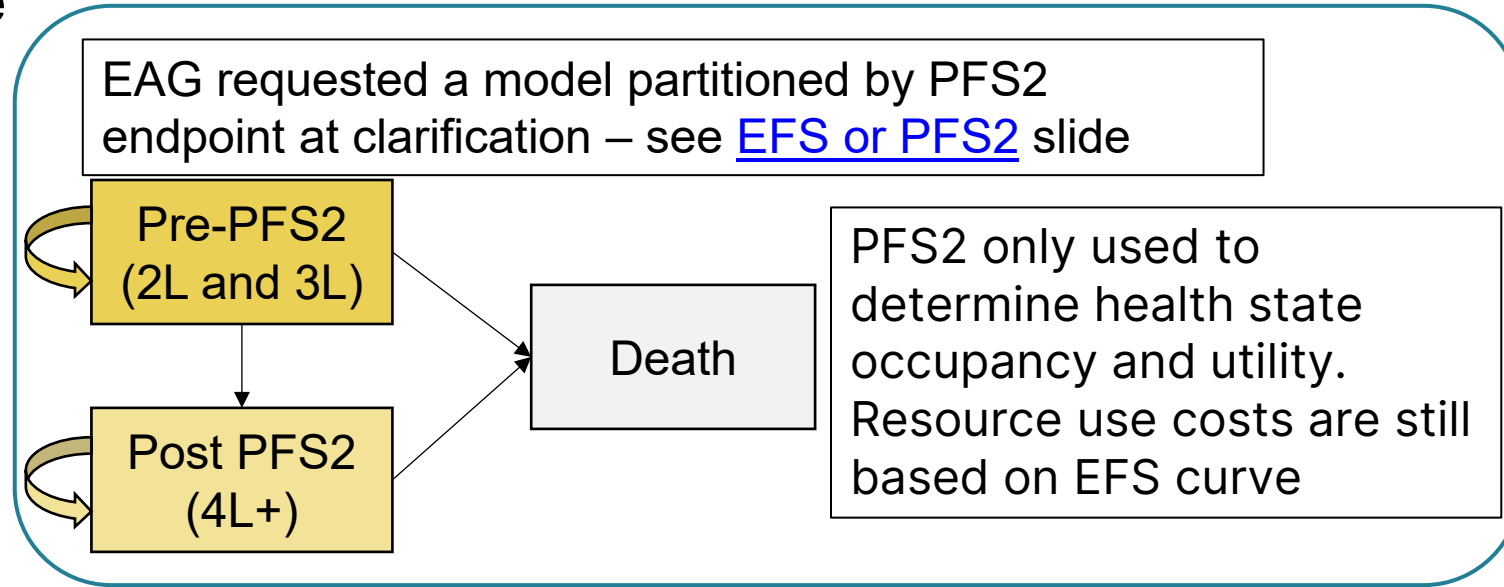 EAG requested a model partitioned by PFS2
endpoint at clarification – see EFS or PFS2 slide
Pre-PFS2
(2L and 3L)
Death
Post PFS2
(4L+)
PFS2 only used to
determine health state
occupancy and utility.
Resource use costs are still
based on EFS curve